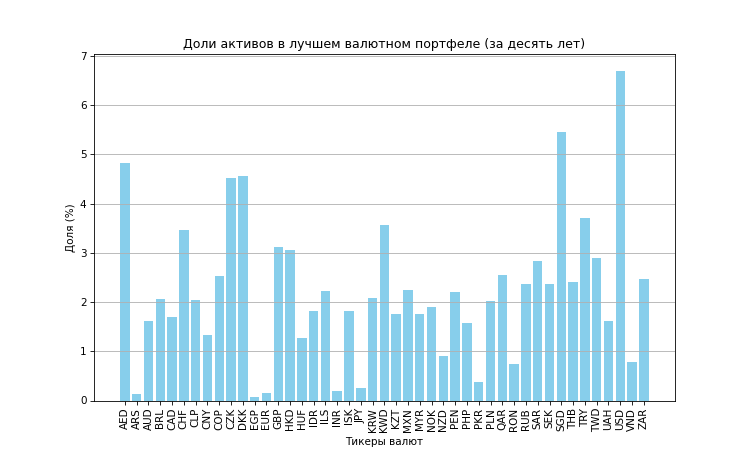 Доли активов в лучшем валютном портфеле (за десять лет)
Доля (%)
7
6
5
4
3
2
1
0
AED ARS AUD BRL CAD CHF CLP CNY COP CZK DKK EGP EUR GBP HKD HUF IDR ILS INR ISK JPY KRW KWD KZT MXN MYR NOK NZD PEN PHP PKR PLN QAR RON RUB SAR SEK SGD THB TRY TWD UAH USD VND ZAR
Тикеры валют